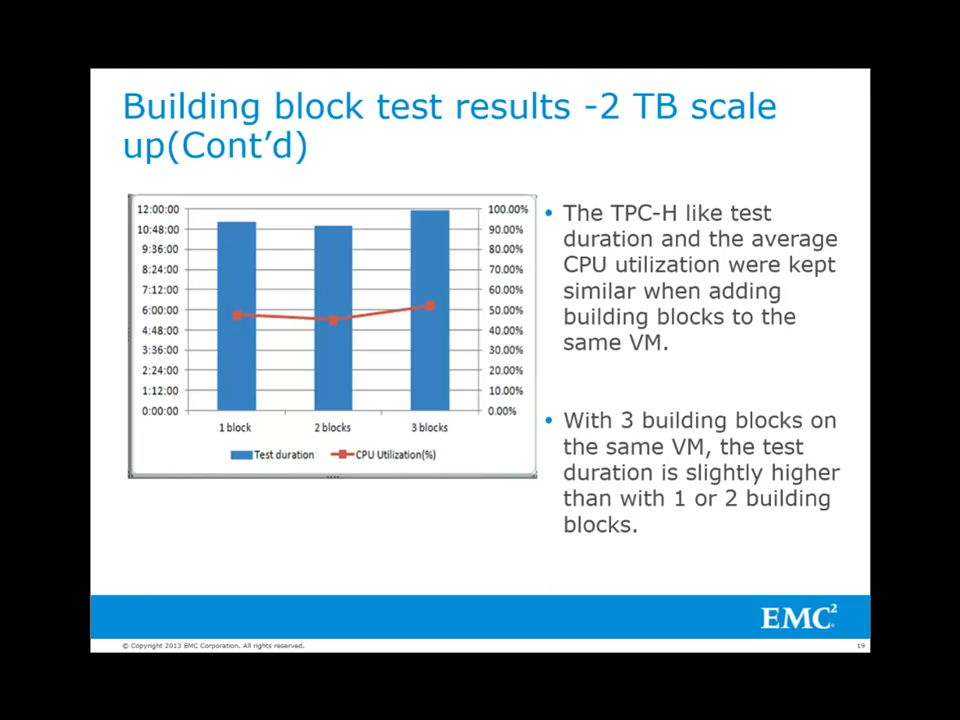 Building block test results -2 TB scale
up(Cont’d)
12:00:00
10:48:00
9:36:00
8:24:00
7:12:00
6:00:00
4:48:00
3:36:00
2:24:00
1:12:00
0:00:00
100.00%
90.00%
80.00%
70.00%
60.00%
50.00%
40.00%
30.00%
20.00%
10.00%
0.00%
1 block
2 blocks
3 blocks
Test duration
CPU Utilization(%)
• The TPC-H like test
duration and the average
CPU utilization were kept
similar when adding
building blocks to the
same VM.
• With 3 building blocks on
the same VM, the test
duration is slightly higher
than with 1 or 2 building
blocks.
EMC²
© Copyright 2013 EMC Corporation. All rights reserved.
19